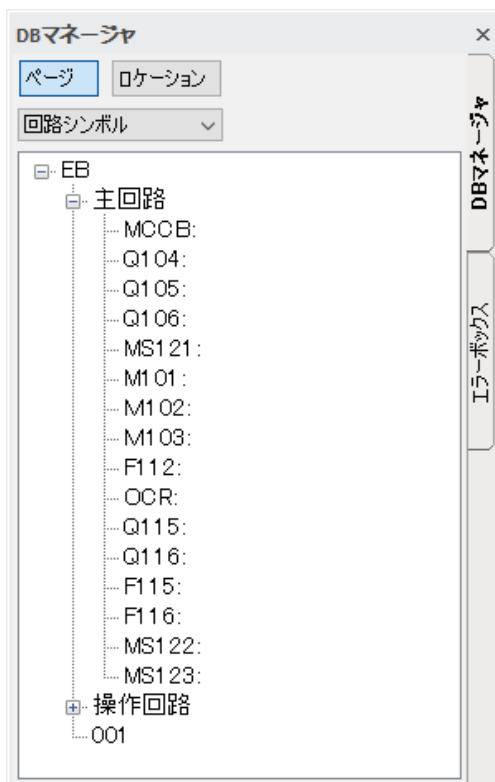 DBマネージャ
ページ ロケーション
回路シンボル
EB
主回路
MCCB:
Q104:
Q105:
Q106:
MS121:
M101:
M102:
M103:
F112:
OCR:
Q115:
Q116:
F115:
F116:
MS122:
MS123:
操作回路
001
DBマネージャ
エラーボックス